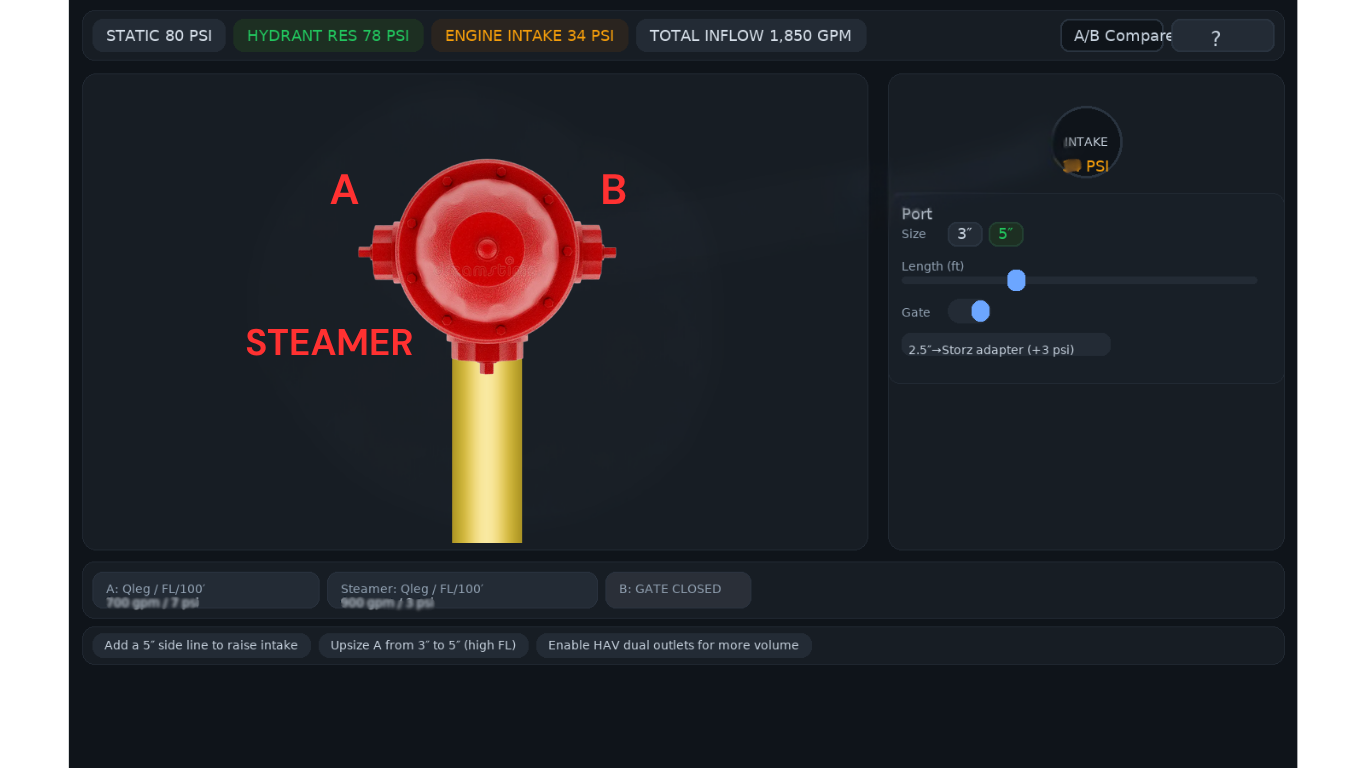 STATIC 80 PSI
HYDRANT RES 78 PSI
ENGINE INTAKE 34 PSI
TOTAL INFLOW 1,850 GPM
A/B Compare
?
A
B
STEAMER
INTAKE
PSI
Port
Size
3″
5″
Length (ft)
Gate
2.5″→Storz adapter (+3 psi)
A: Qleg / FL/100′
700 gpm / 7 psi
Steamer: Qleg / FL/100′
900 gpm / 3 psi
B: GATE CLOSED
Add a 5″ side line to raise intake
Upsize A from 3″ to 5″ (high FL)
Enable HAV dual outlets for more volume